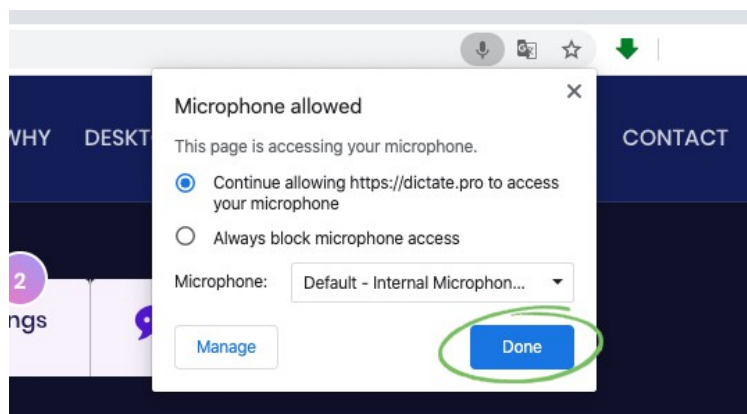 WHY DESKT CONTACT
Microphone allowed
This page is accessing your microphone.
Continue allowing https://dictate.pro to access
your microphone
Always block microphone access
Microphone: Default - Internal Microphon...
2
ngs
Manage Done